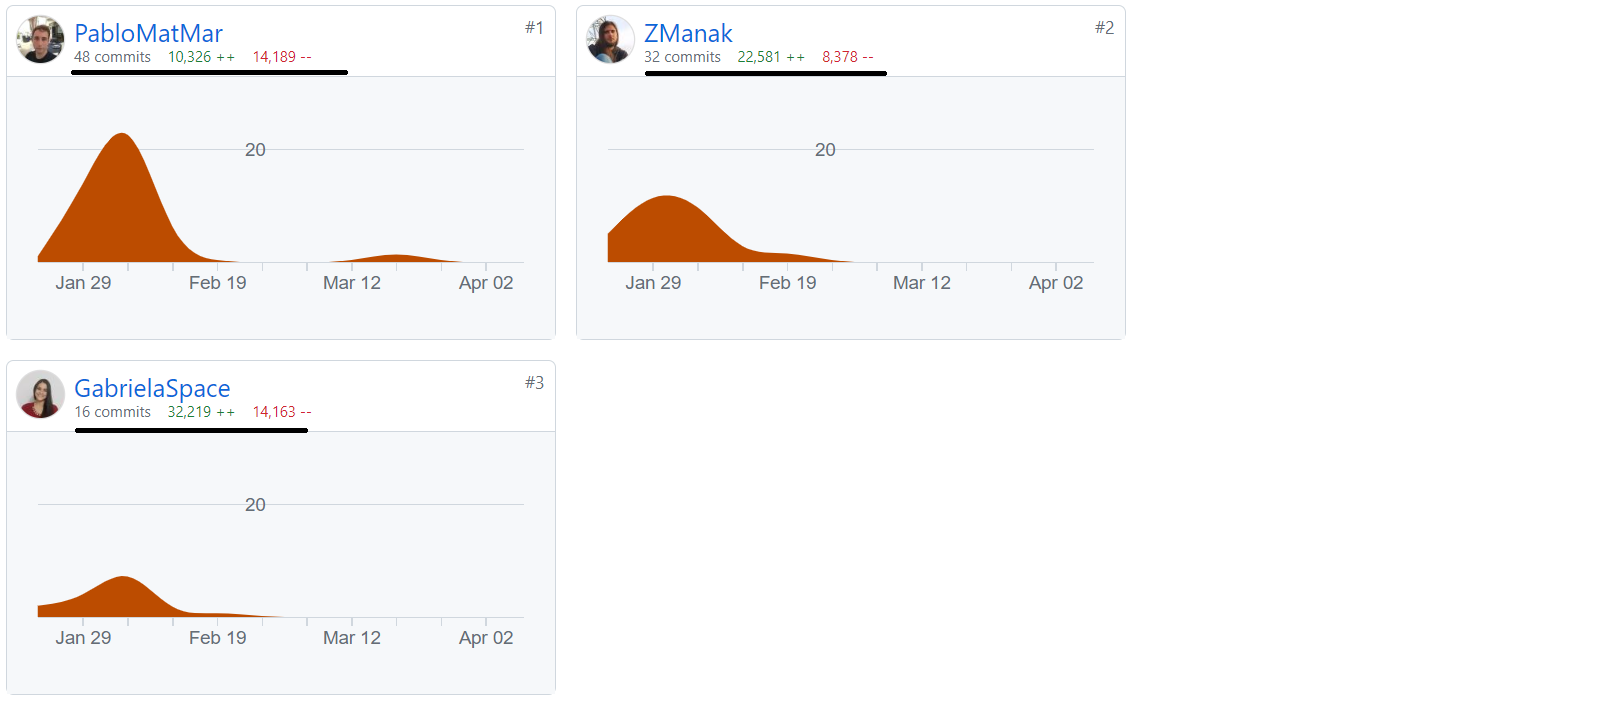 PabloMatMar #1
48 commits 10,326 ++ 14,189 --
20
Jan 29 Feb 19 Mar 12 Apr 02
ZManak #2
32 commits 22,581 ++ 8,378 --
20
Jan 29 Feb 19 Mar 12 Apr 02
GabrielaSpace #3
16 commits 32,219 ++ 14,163 --
20
Jan 29 Feb 19 Mar 12 Apr 02